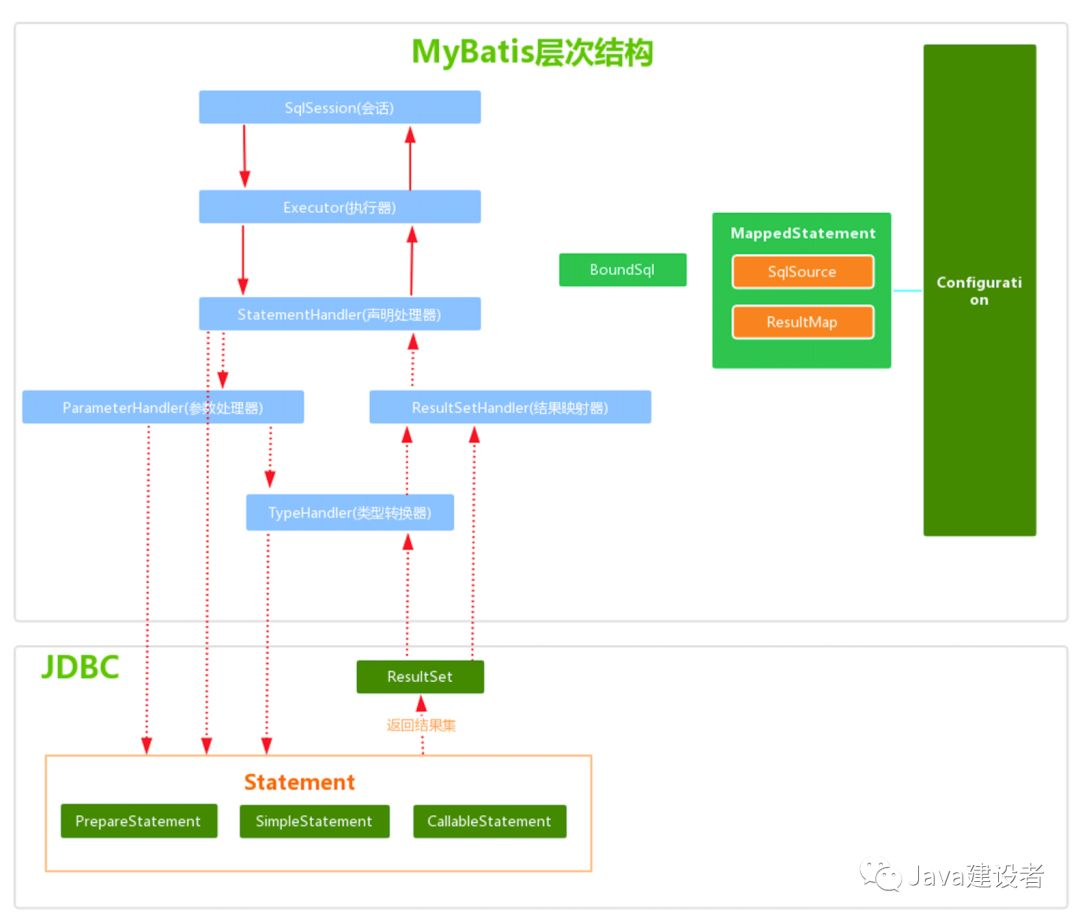 MyBatis层次结构
SqlSession(会话)
Executor(执行器)
StatementHandler(声明处理器)
ParameterHandler(参数处理器)
ResultSetHandler(结果映射器)
TypeHandler(类型转换器)
BoundSql
MappedStatement
SqlSource
ResultMap
Configurati
on
JDBC
ResultSet
返回结果集
Statement
PrepareStatement
SimpleStatement
CallableStatement
Java建设者